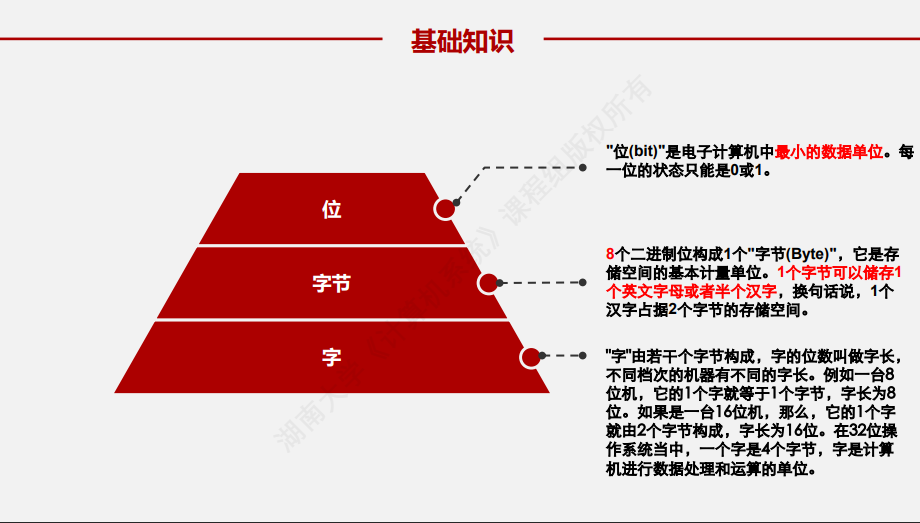 基础知识
"位(bit)"是电子计算机中最小的数据单位。每
一位的状态只能是0或1。
位
8个二进制位构成1个"字节(Byte)"，它是存
储空间的基本计量单位。1个字节可以储存1
个英文字母或者半个汉字，换句话说，1个
汉字占据2个字节的存储空间。
字节
"字"由若干个字节构成，字的位数叫做字长，
不同档次的机器有不同的字长。例如一台8
位机，它的1个字就等于1个字节，字长为8
位。如果是一台16位机，那么，它的1个字
就由2个字节构成，字长为16位。在32位操
作系统当中，一个字是4个字节，字是计算
机进行数据处理和运算的单位。
字
湖南大
统》课程组版权所有